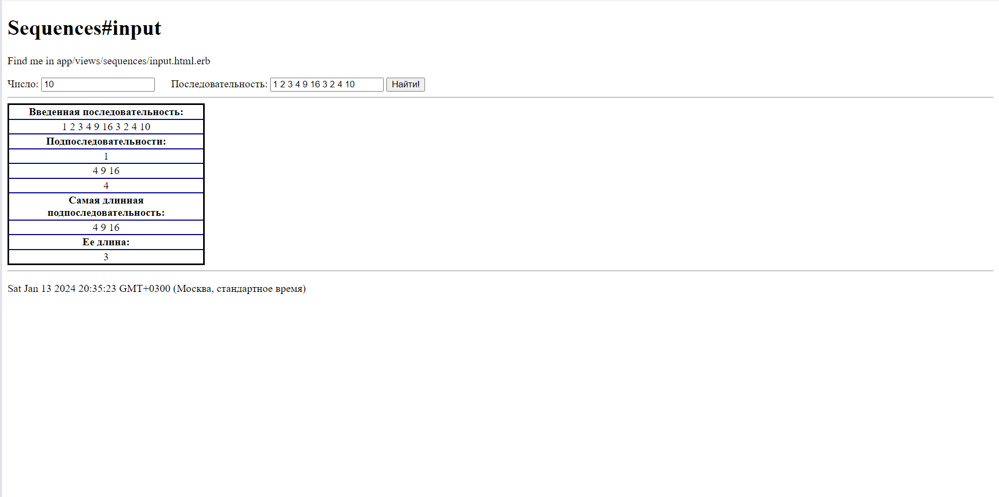 Sequences#input
Find me in app/views/sequences/input.html.erb
Число: 10 Последовательность: 1 2 3 4 9 16 3 2 4 10 Найти!
Введенная последовательность:
1 2 3 4 9 16 3 2 4 10
Подпоследовательности:
1
4 9 16
4
Самая длинная
подпоследовательность:
4 9 16
Ее длина:
3
Sat Jan 13 2024 20:35:23 GMT+0300 (Москва, стандартное время)